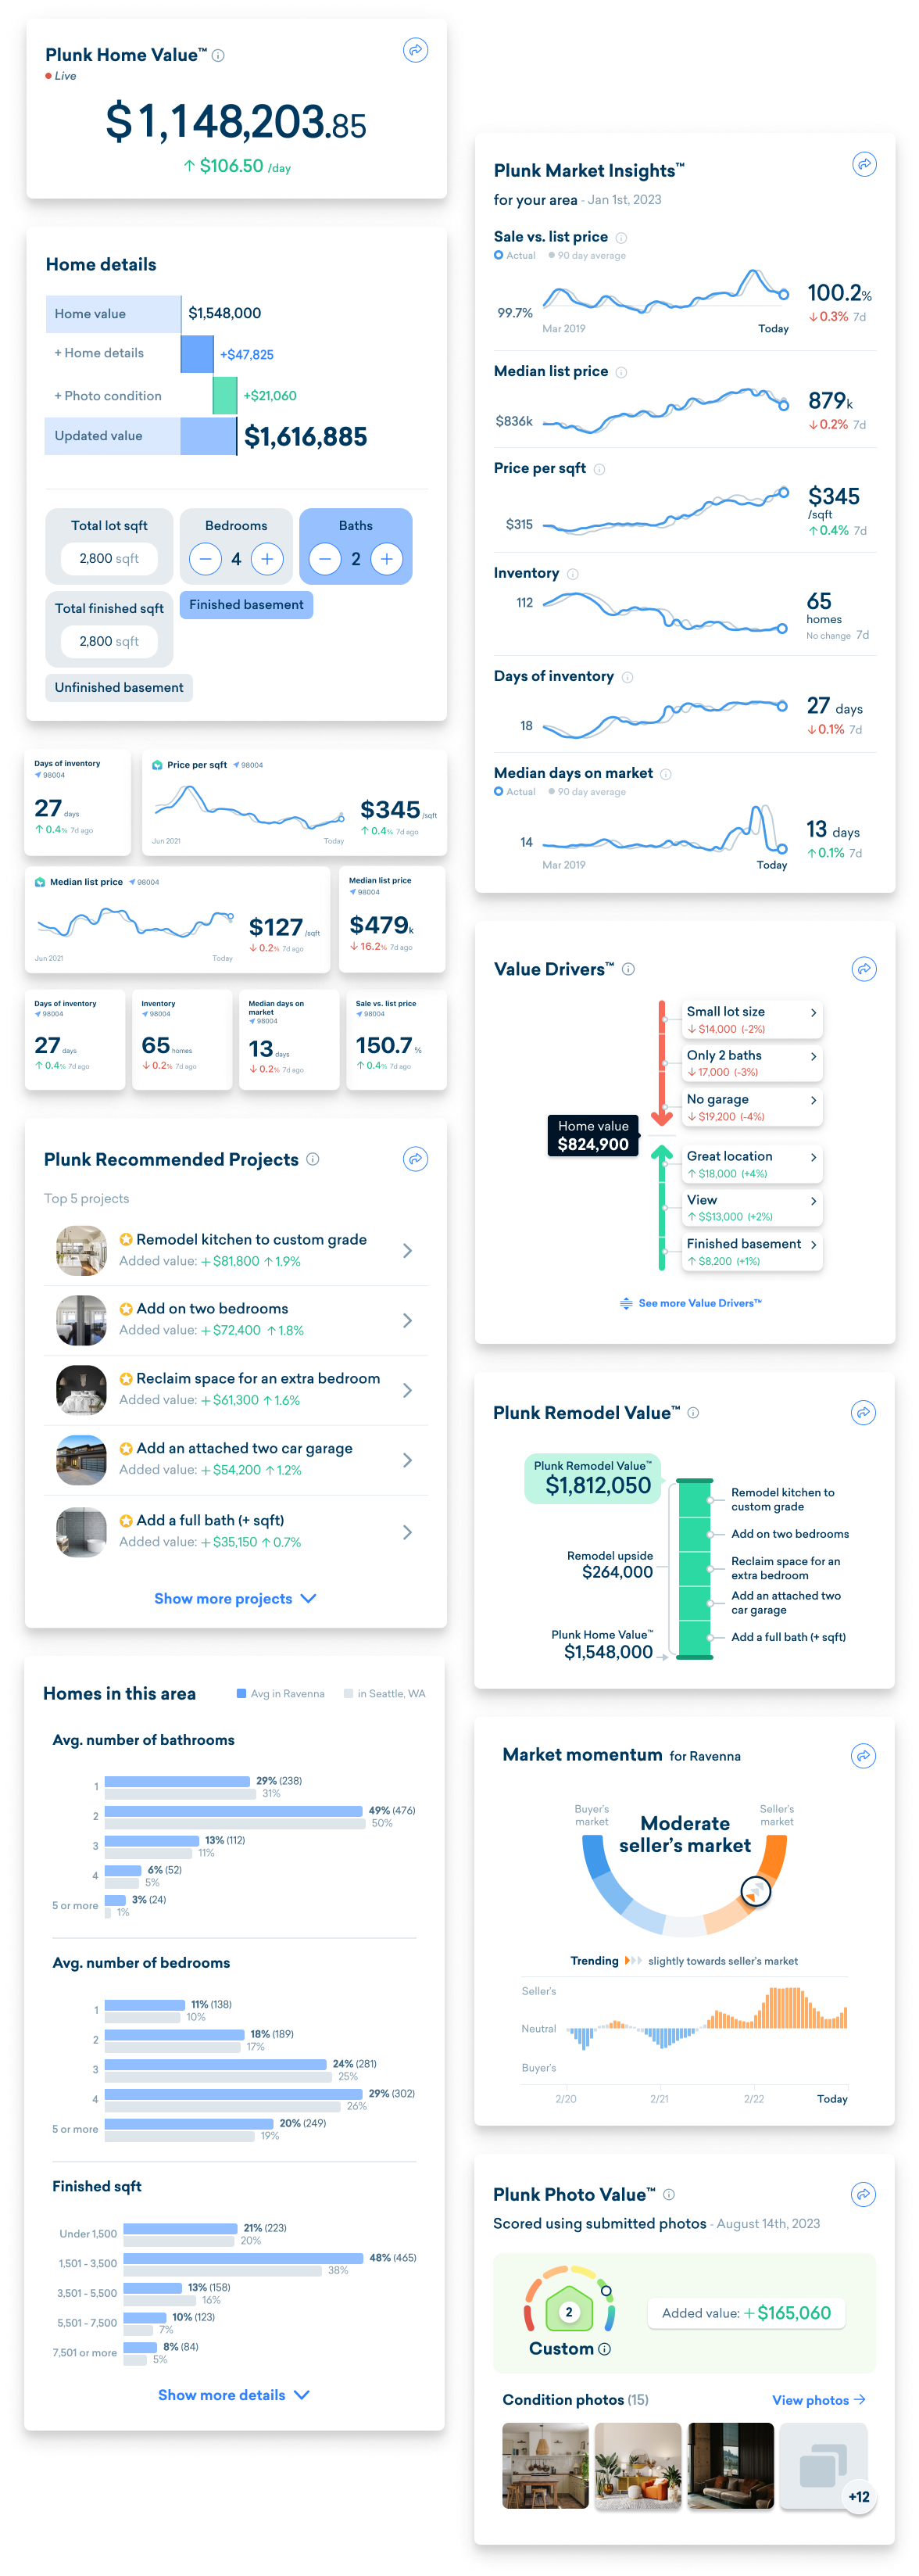 Plunk Home Value™
Live
$1,148,203.85
↑ $106.50 /day
Home details
Home value
$1,548,000
+ Home details
+$47,825
+ Photo condition
+$21,060
Updated value
$1,616,885
Total lot sqft
2,800 sqft
Bedrooms
− 4 +
Baths
− 2 +
Total finished sqft
2,800 sqft
Finished basement
Unfinished basement
Days of inventory
98004
27 days
↑ 0.4% 7d ago
Price per sqft 98004
$345 /sqft
↑ 0.4% 7d ago
Jun 2021 Today
Median list price 98004
$127 /sqft
↓ 0.2% 7d ago
Jun 2021 Today
Median list price
98004
$479k
↓ 16.2% 7d ago
Days of inventory
98004
27 days
↑ 0.4% 7d ago
Inventory
98004
65 homes
↓ 0.2% 7d ago
Median days on
market
98004
13 days
↓ 0.2% 7d ago
Sale vs. list price
98004
150.7 %
↑ 0.4% 7d ago
Plunk Recommended Projects
Top 5 projects
Remodel kitchen to custom grade
Added value: + $81,800 ↑ 1.9%
Add on two bedrooms
Added value: + $72,400 ↑ 1.8%
Reclaim space for an extra bedroom
Added value: + $61,300 ↑ 1.6%
Add an attached two car garage
Added value: + $54,200 ↑ 1.2%
Add a full bath (+ sqft)
Added value: + $35,150 ↑ 0.7%
Show more projects
Homes in this area
Avg in Ravenna
in Seattle, WA
Avg. number of bathrooms
1 29% (238)
31%
2 49% (476)
50%
3 13% (112)
11%
4 6% (52)
5%
5 or more 3% (24)
1%
Avg. number of bedrooms
1 11% (138)
10%
2 18% (189)
17%
3 24% (281)
25%
4 29% (302)
26%
5 or more 20% (249)
19%
Finished sqft
Under 1,500 21% (223)
20%
1,501 - 3,500 48% (465)
38%
3,501 - 5,500 13% (158)
16%
5,501 - 7,500 10% (123)
7%
7,501 or more 8% (84)
5%
Show more details
Plunk Market Insights™
for your area - Jan 1st, 2023
Sale vs. list price
Actual 90 day average
99.7%
100.2%
↓ 0.3% 7d
Mar 2019 Today
Median list price
$836k
879k
↓ 0.2% 7d
Price per sqft
$315
$345
/sqft
↑ 0.4% 7d
Inventory
112
65
homes
No change 7d
Days of inventory
18
27 days
↓ 0.1% 7d
Median days on market
Actual 90 day average
14
13 days
↑ 0.1% 7d
Mar 2019 Today
Value Drivers™
Small lot size
↓ $14,000 (-2%)
Only 2 baths
↓ 17,000 (-3%)
No garage
↓ $19,200 (-4%)
Home value
$824,900
Great location
↑ $18,000 (+4%)
View
↑ $$13,000 (+2%)
Finished basement
↑ $8,200 (+1%)
See more Value Drivers™
Plunk Remodel Value™
Plunk Remodel Value™
$1,812,050
Remodel upside
$264,000
Plunk Home Value™
$1,548,000
Remodel kitchen to
custom grade
Add on two bedrooms
Reclaim space for an
extra bedroom
Add an attached two
car garage
Add a full bath (+ sqft)
Market momentum for Ravenna
Buyer's
market
Moderate
seller's market
Seller's
market
Trending slightly towards seller's market
Seller's
Neutral
Buyer's
2/20 2/21 2/22 Today
Plunk Photo Value™
Scored using submitted photos - August 14th, 2023
2
Custom
Added value: + $165,060
Condition photos (15)
View photos →
+12